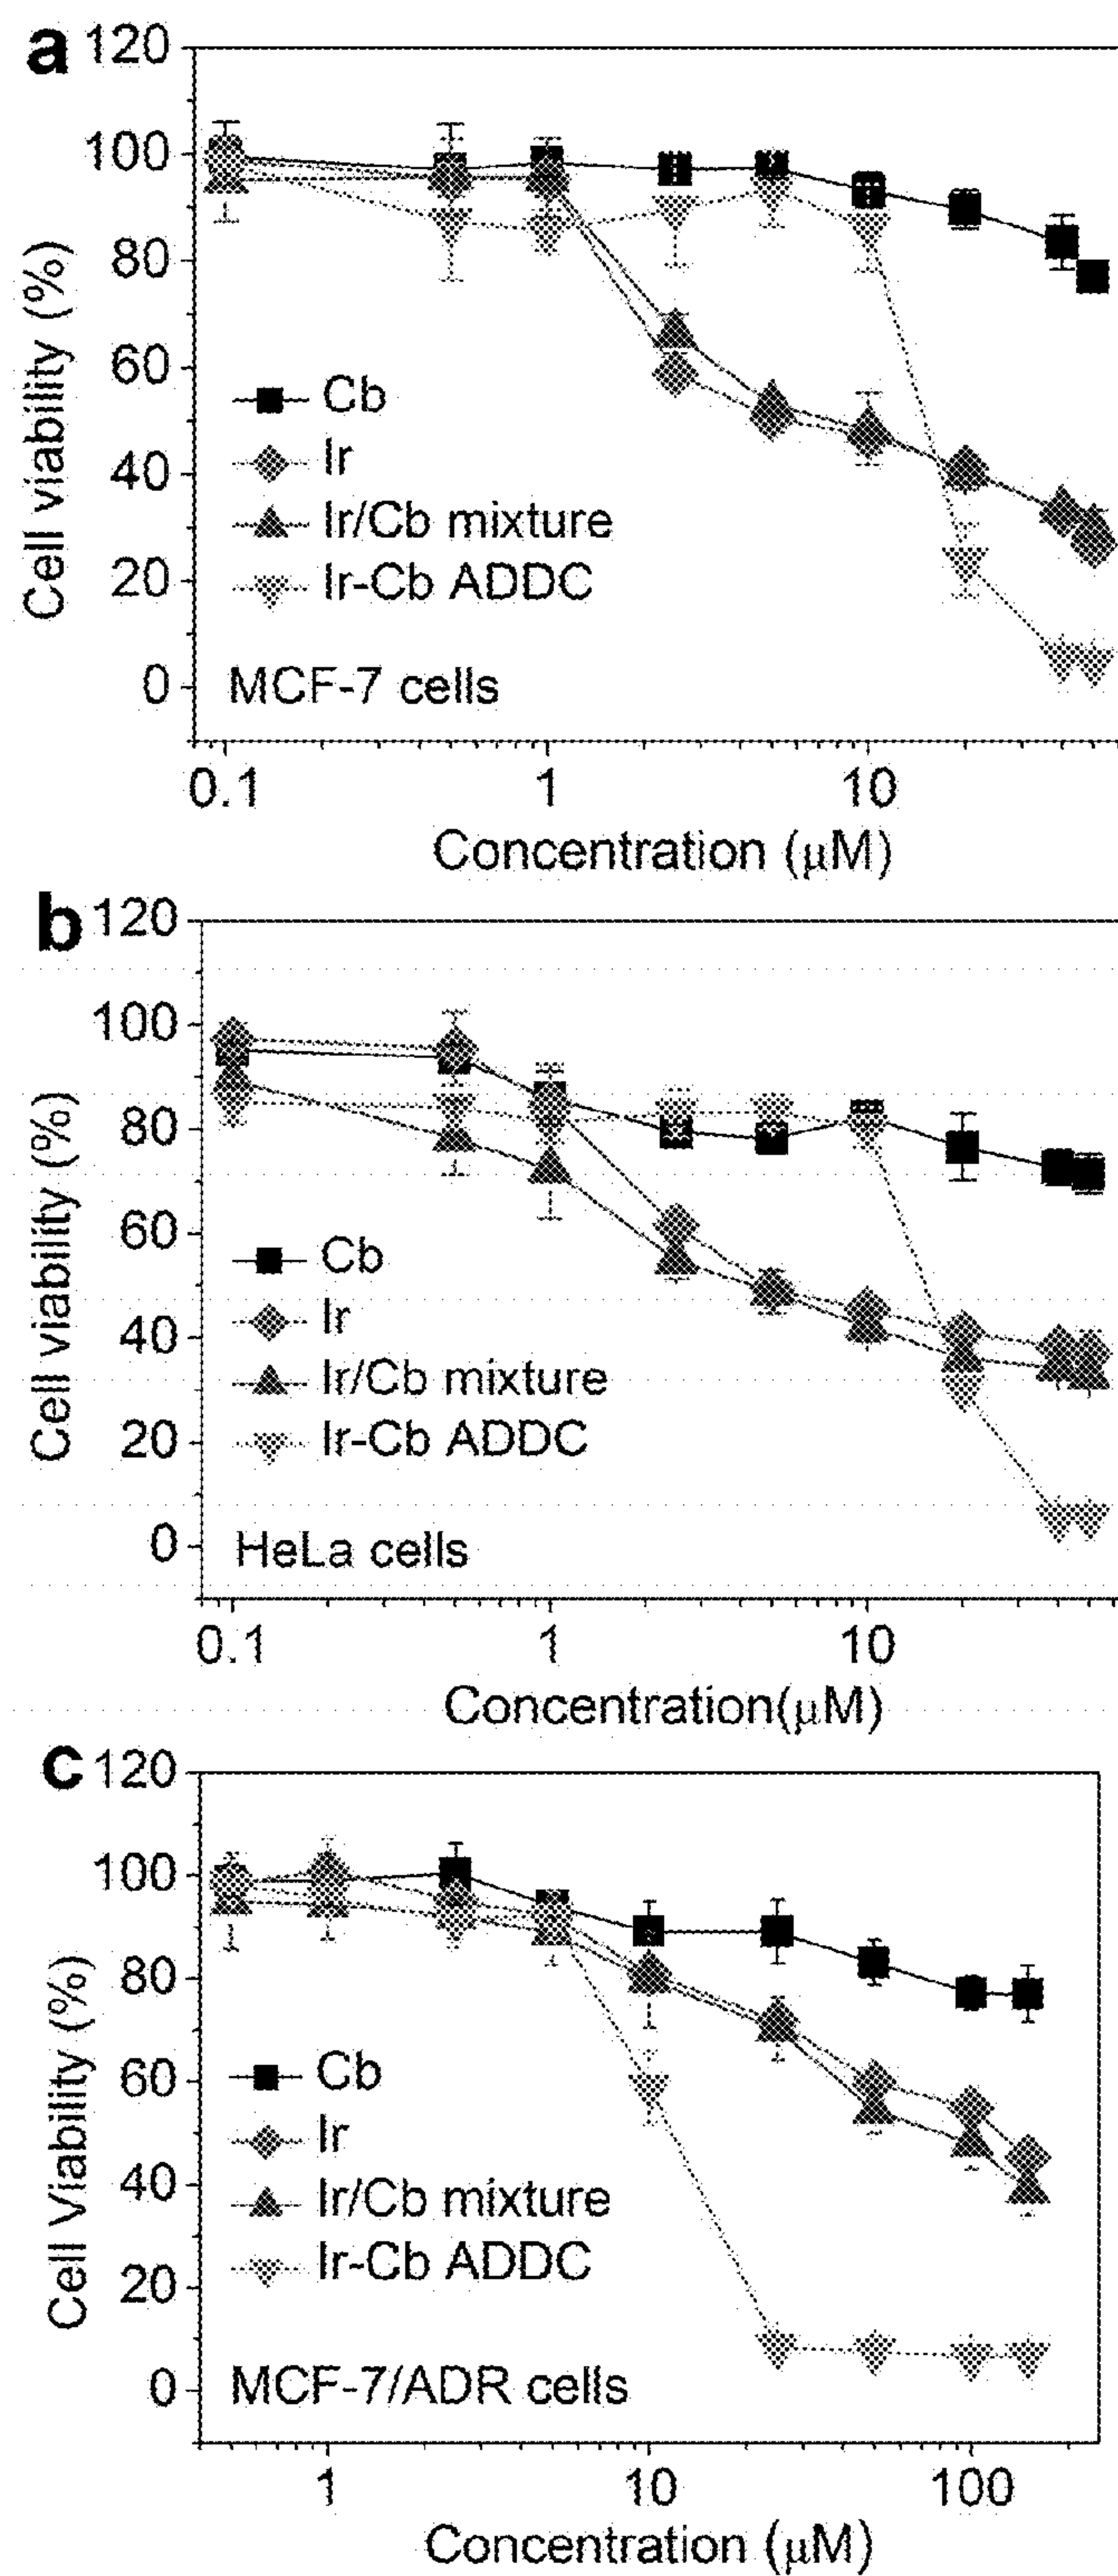 a
120
100
80
60
40
20
0
Cell viability (%)
Cb
Ir
Ir/Cb mixture
Ir-Cb ADDC
MCF-7 cells
0.1 1 10
Concentration (μM)
b
120
100
80
60
40
20
0
Cell viability (%)
Cb
Ir
Ir/Cb mixture
Ir-Cb ADDC
HeLa cells
0.1 1 10
Concentration(μM)
c
120
100
80
60
40
20
0
Cell Viability (%)
Cb
Ir
Ir/Cb mixture
Ir-Cb ADDC
MCF-7/ADR cells
1 10 100
Concentration (μM)